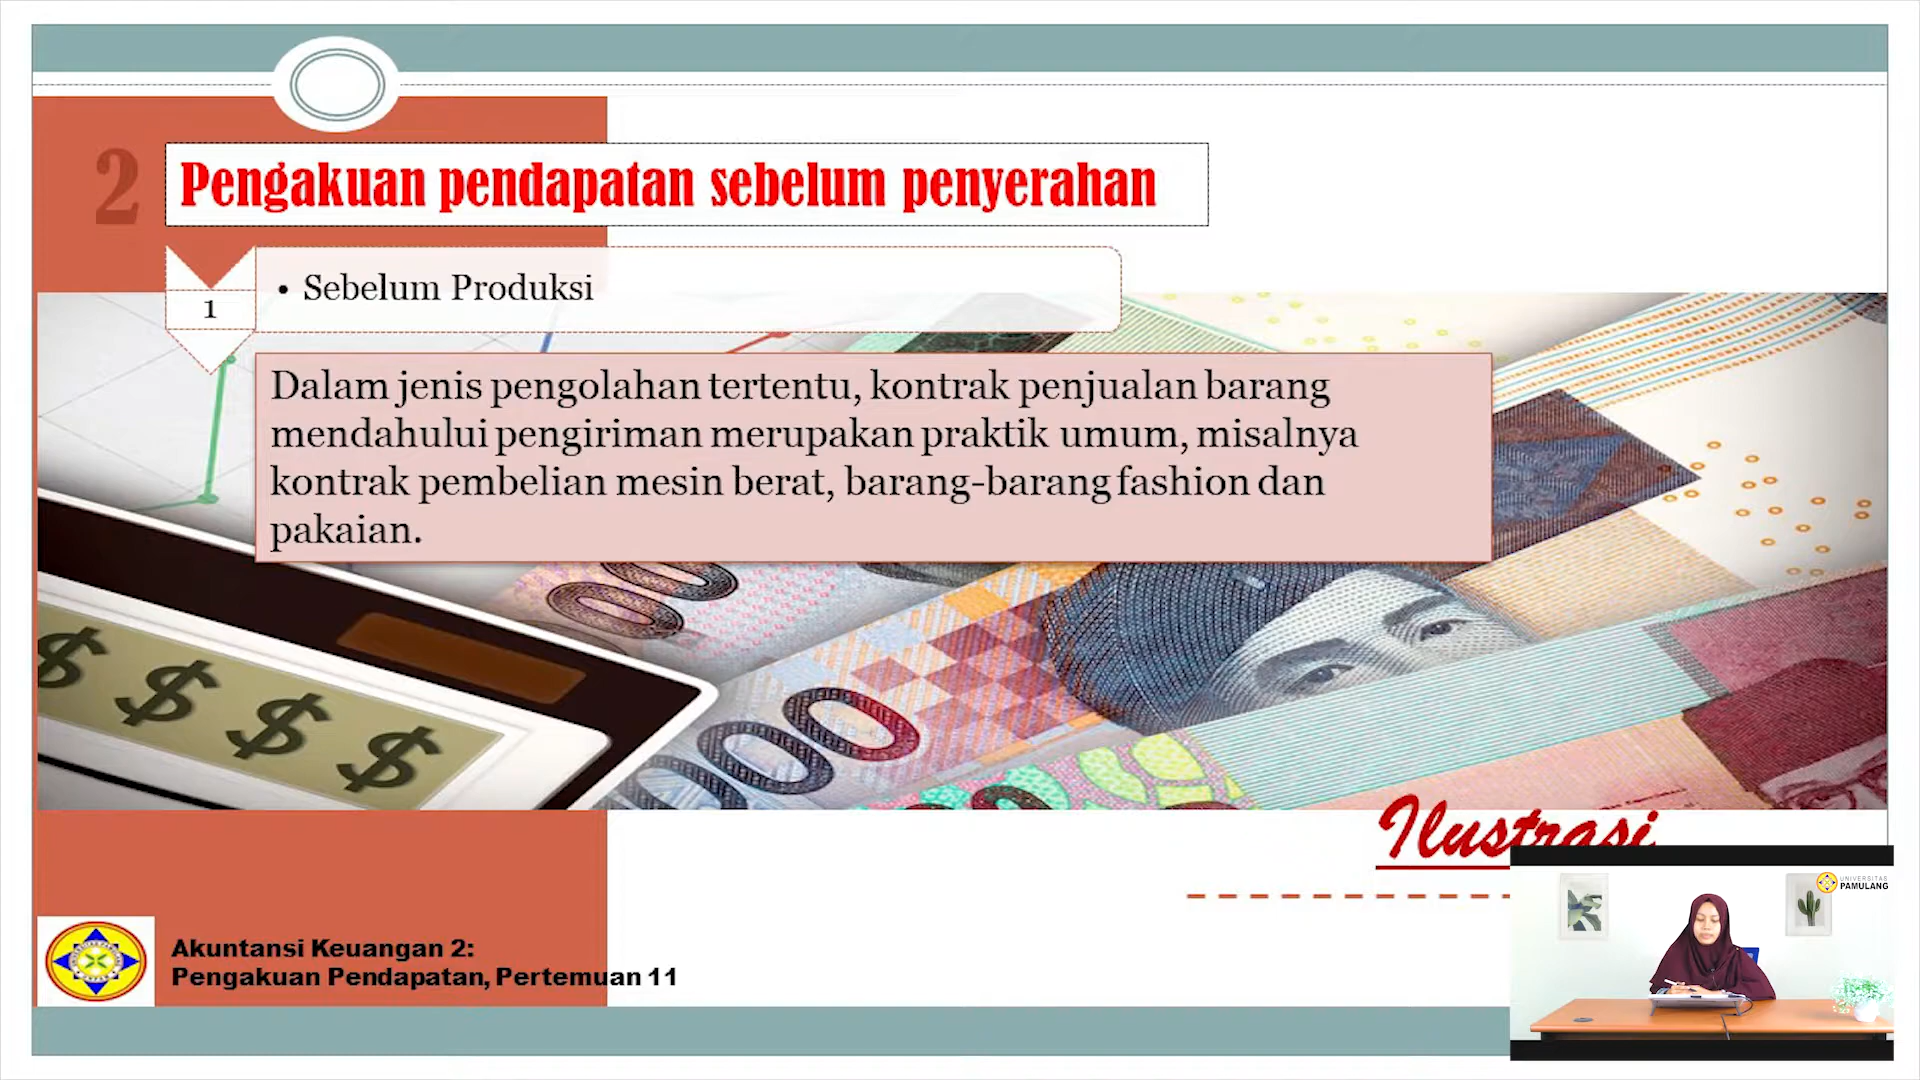 2
Pengakuan pendapatan sebelum penyerahan
1
• Sebelum Produksi
Dalam jenis pengolahan tertentu, kontrak penjualan barang
mendahului pengiriman merupakan praktik umum, misalnya
kontrak pembelian mesin berat, barang-barang fashion dan
pakaian.
$ $ $ $
00
000
Ilustrasi
UNIVERSITAS
PAMULANG
Akuntansi Keuangan 2:
Pengakuan Pendapatan, Pertemuan 11